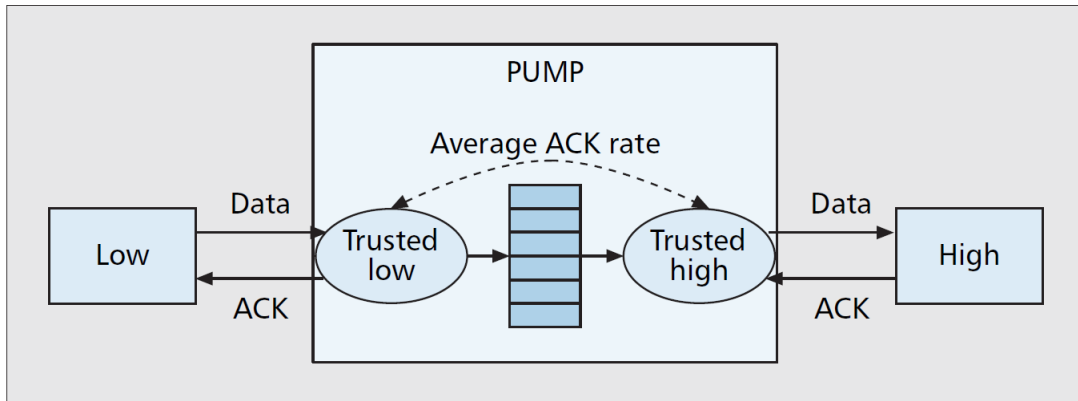 PUMP
Average ACK rate
Data
Low
ACK
Trusted
low
Trusted
high
Data
High
ACK